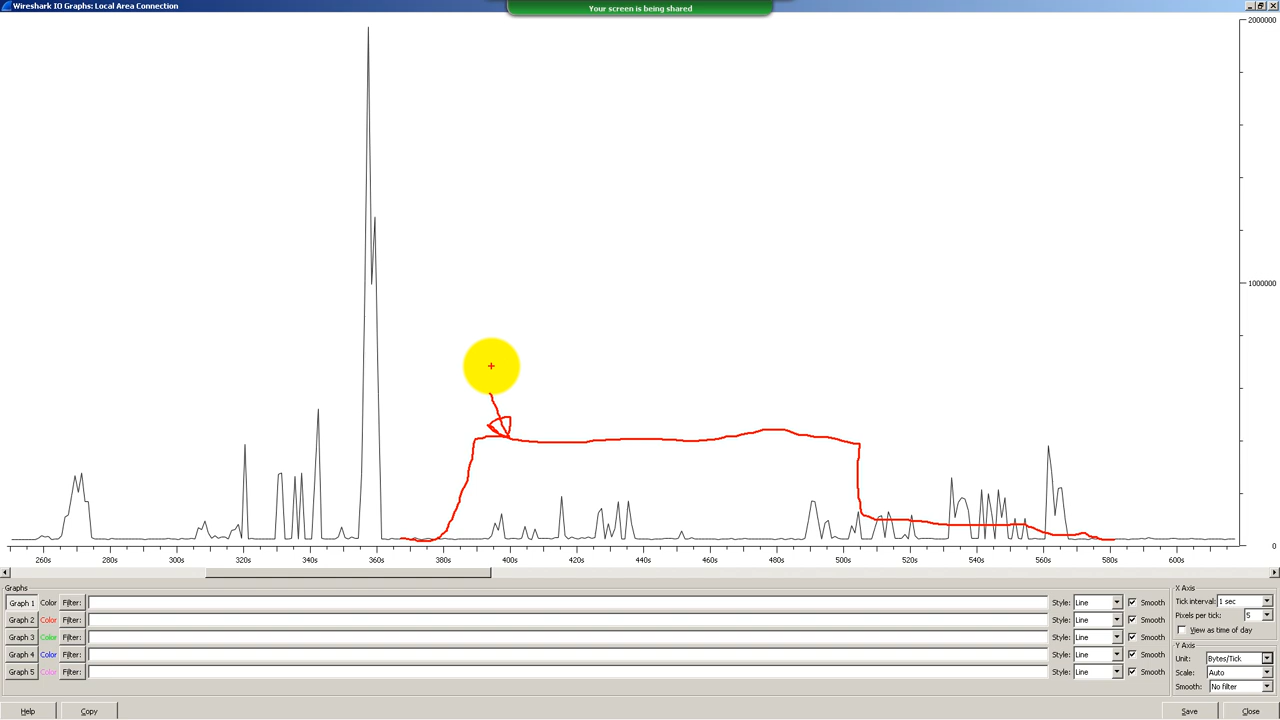 Wireshark IO Graphs: Local Area Connection
Your screen is being shared
2000000
1000000
0
260s 280s 300s 320s 340s 360s 380s 400s 420s 440s 460s 480s 500s 520s 540s 560s 580s 600s
Graphs
Graph 1 Color Filter: Style: Line Smooth
Graph 2 Color Filter: Style: Line Smooth
Graph 3 Color Filter: Style: Line Smooth
Graph 4 Color Filter: Style: Line Smooth
Graph 5 Color Filter: Style: Line Smooth
X Axis
Tick interval: 1 sec
Pixels per tick: 5
View as time of day
Y Axis
Unit: Bytes/Tick
Scale: Auto
Smooth: No filter
Help Copy Save Close